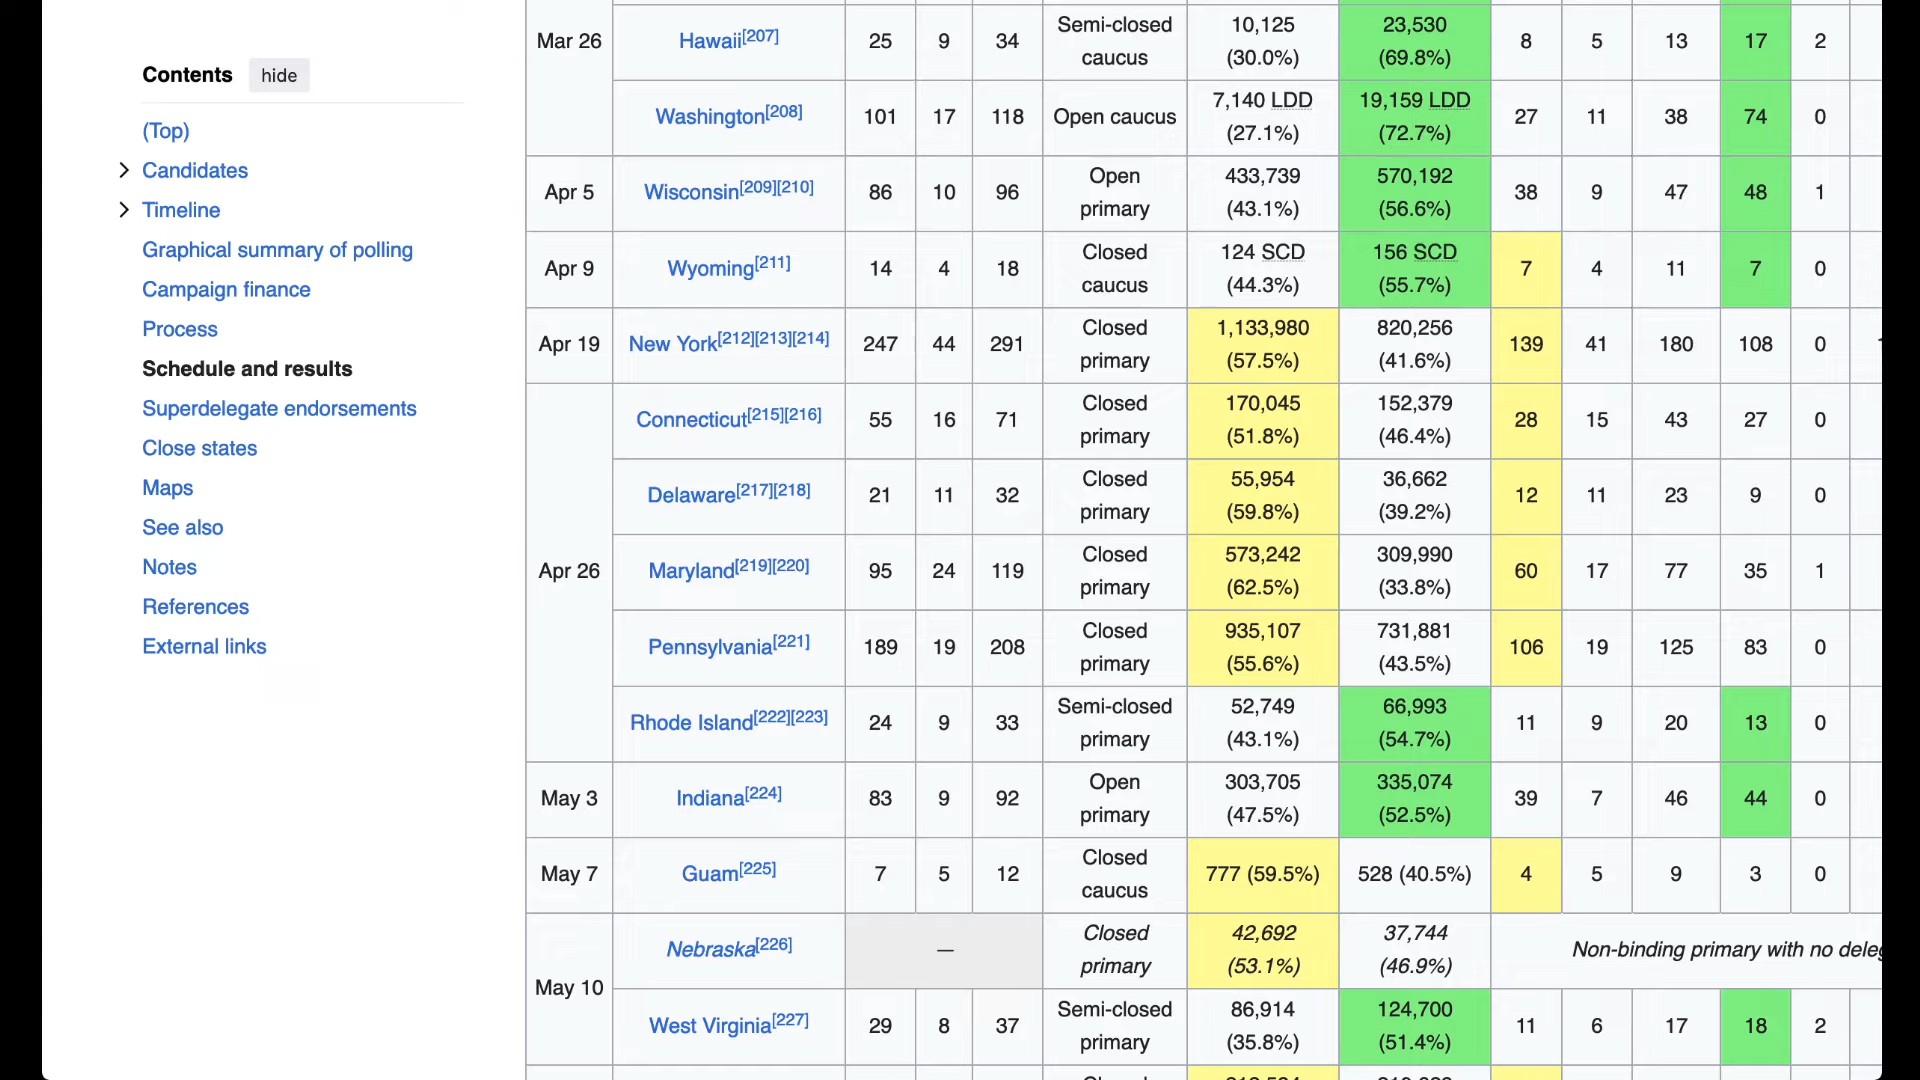 Contents hide
(Top)
Candidates
Timeline
Graphical summary of polling
Campaign finance
Process
Schedule and results
Superdelegate endorsements
Close states
Maps
See also
Notes
References
External links
Mar 26 Hawaii[207] 25 9 34 Semi-closed caucus 10,125 (30.0%) 23,530 (69.8%) 8 5 13 17 2
Washington[208] 101 17 118 Open caucus 7,140 LDD (27.1%) 19,159 LDD (72.7%) 27 11 38 74 0
Apr 5 Wisconsin[209][210] 86 10 96 Open primary 433,739 (43.1%) 570,192 (56.6%) 38 9 47 48 1
Apr 9 Wyoming[211] 14 4 18 Closed caucus 124 SCD (44.3%) 156 SCD (55.7%) 7 4 11 7 0
Apr 19 New York[212][213][214] 247 44 291 Closed primary 1,133,980 (57.5%) 820,256 (41.6%) 139 41 180 108 0
Apr 26 Connecticut[215][216] 55 16 71 Closed primary 170,045 (51.8%) 152,379 (46.4%) 28 15 43 27 0
Delaware[217][218] 21 11 32 Closed primary 55,954 (59.8%) 36,662 (39.2%) 12 11 23 9 0
Maryland[219][220] 95 24 119 Closed primary 573,242 (62.5%) 309,990 (33.8%) 60 17 77 35 1
Pennsylvania[221] 189 19 208 Closed primary 935,107 (55.6%) 731,881 (43.5%) 106 19 125 83 0
Rhode Island[222][223] 24 9 33 Semi-closed primary 52,749 (43.1%) 66,993 (54.7%) 11 9 20 13 0
May 3 Indiana[224] 83 9 92 Open primary 303,705 (47.5%) 335,074 (52.5%) 39 7 46 44 0
May 7 Guam[225] 7 5 12 Closed caucus 777 (59.5%) 528 (40.5%) 4 5 9 3 0
May 10 Nebraska[226] — Closed primary 42,692 (53.1%) 37,744 (46.9%) Non-binding primary with no
West Virginia[227] 29 8 37 Semi-closed primary 86,914 (35.8%) 124,700 (51.4%) 11 6 17 18 2